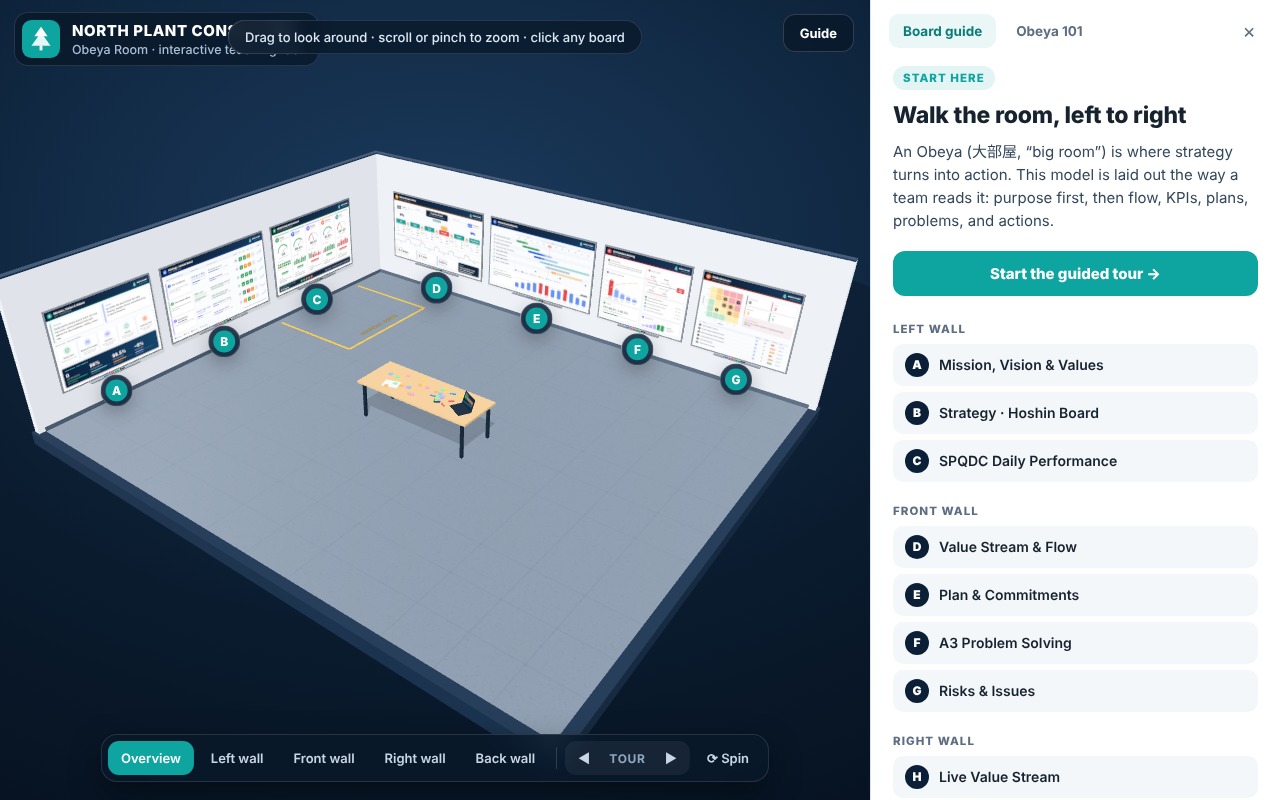 NORTH PLANT CONS
Obeya Room · interactive
Drag to look around · scroll or pinch to zoom · click any board
Guide
A
B
C
D
E
F
G
Overview
Left wall
Front wall
Right wall
Back wall
◀ TOUR ▶
⟳ Spin
Board guide
Obeya 101
×
START HERE
Walk the room, left to right
An Obeya (大部屋, “big room”) is where strategy
turns into action. This model is laid out the way a
team reads it: purpose first, then flow, KPIs, plans,
problems, and actions.
Start the guided tour →
LEFT WALL
A Mission, Vision & Values
B Strategy · Hoshin Board
C SPQDC Daily Performance
FRONT WALL
D Value Stream & Flow
E Plan & Commitments
F A3 Problem Solving
G Risks & Issues
RIGHT WALL
H Live Value Stream